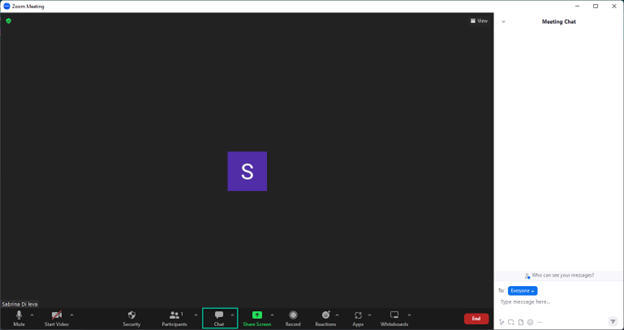 Zoom Meeting
View
Meeting Chat
S
Who can see your messages?
To: Everyone
Type message here...
Sabrina Di Ieva
Mute
Start Video
Security
Participants 1
Chat
Share Screen
Record
Reactions
Apps
Whiteboards
End